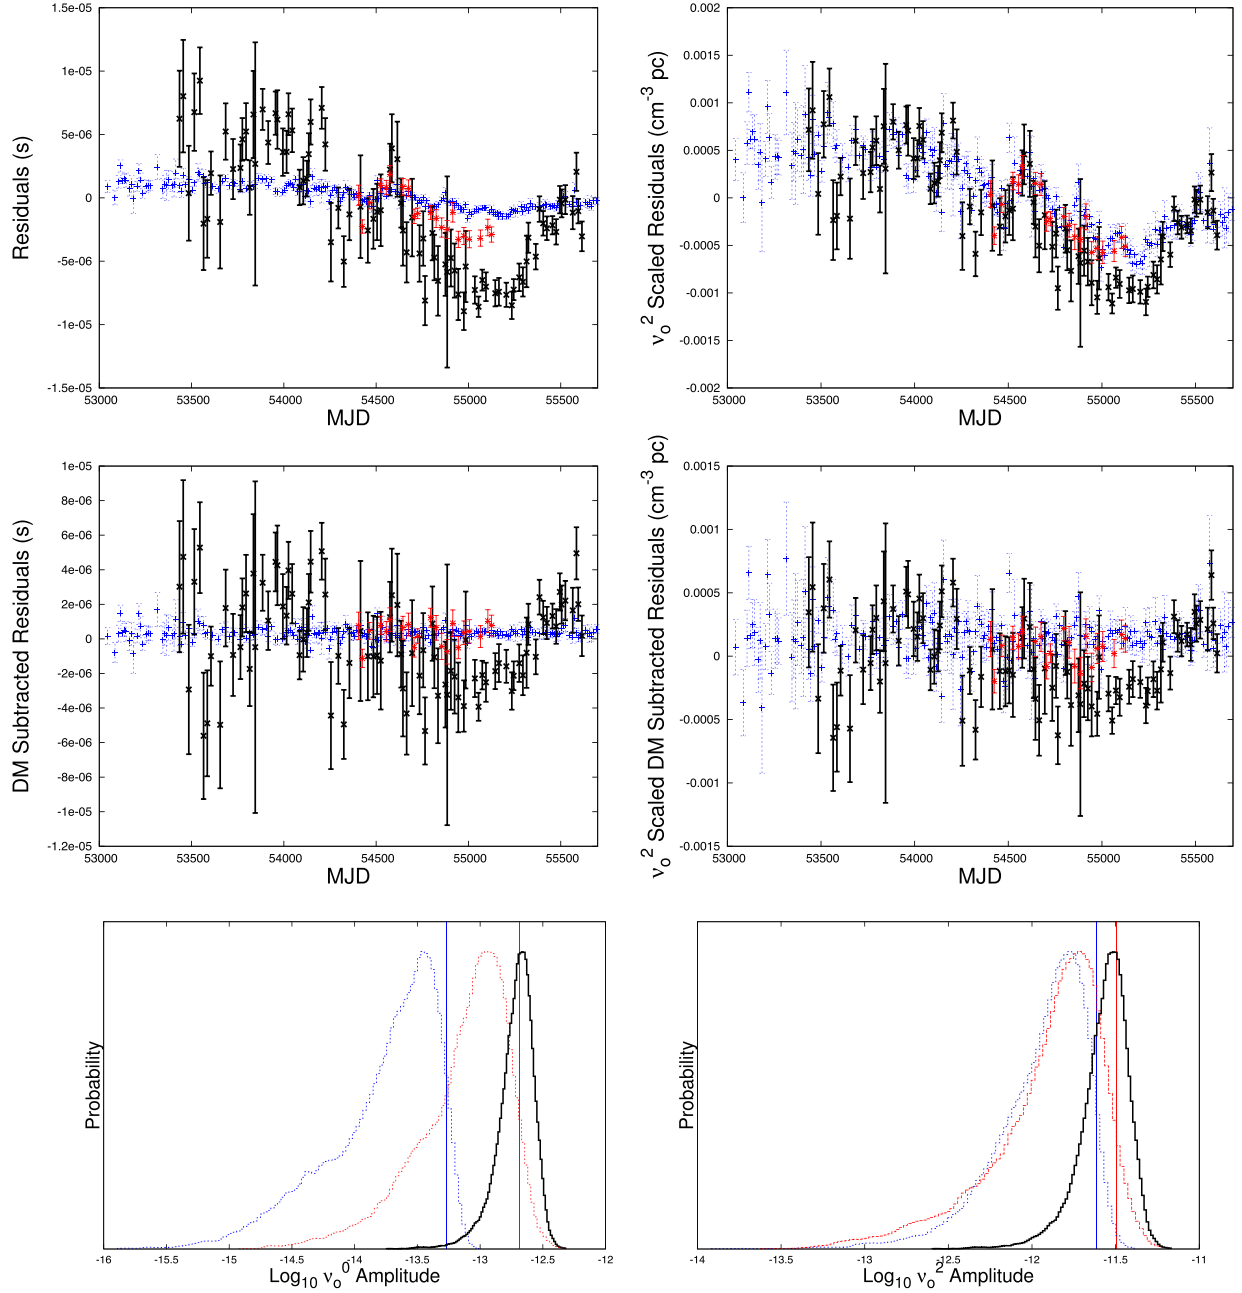 1.5e-05
1e-05
5e-06
0
-5e-06
-1e-05
-1.5e-05
53000 53500 54000 54500 55000 55500
MJD
Residuals (s)
0.002
0.0015
0.001
0.0005
0
-0.0005
-0.001
-0.0015
-0.002
53000 53500 54000 54500 55000 55500
MJD
νo2 Scaled Residuals (cm-3 pc)
1e-05
8e-06
6e-06
4e-06
2e-06
0
-2e-06
-4e-06
-6e-06
-8e-06
-1e-05
-1.2e-05
53000 53500 54000 54500 55000 55500
MJD
DM Subtracted Residuals (s)
0.0015
0.001
0.0005
0
-0.0005
-0.001
-0.0015
53000 53500 54000 54500 55000 55500
MJD
νo2 Scaled DM Subtracted Residuals (cm-3 pc)
Probability
-16 -15.5 -15 -14.5 -14 -13.5 -13 -12.5 -12
Log10 νo0 Amplitude
Probability
-14 -13.5 -13 -12.5 -12 -11.5 -11
Log10 νo2 Amplitude